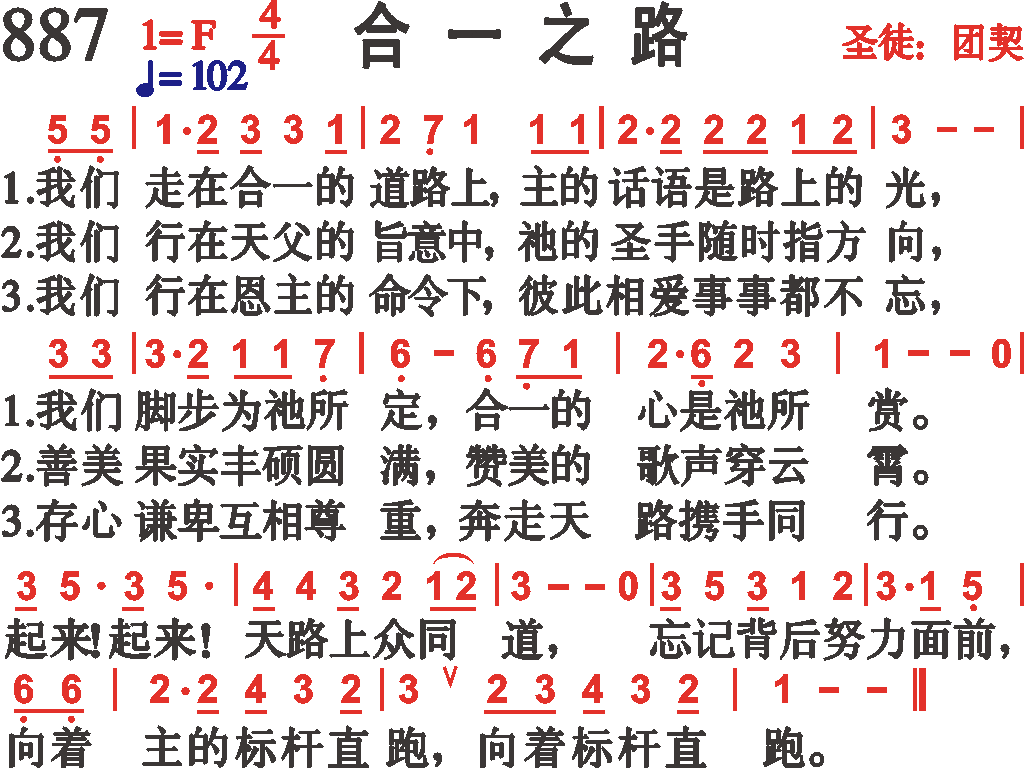 887 1=F 4/4 合一之路 圣徒：团契
♩=102
5 5 | 1·2 3 3 1 | 2 7 1 1 1 | 2·2 2 2 1 2 | 3 - - |
1.我们 走在合一的 道路上，主的话语是路上的 光，
2.我们 行在天父的 旨意中，祂的圣手随时指方 向，
3.我们 行在恩主的 命令下，彼此相爱事事都不 忘，
3 3 | 3·2 1 1 7 | 6 - 6 7 1 | 2·6 2 3 | 1 - - 0 |
1.我们 脚步为祂所 定，合一的 心是祂所 赏。
2.善美 果实丰硕圆 满，赞美的 歌声穿云 霄。
3.存心 谦卑互相尊 重，奔走天 路携手同 行。
3 5 · 3 5 · | 4 4 3 2 1 2 | 3 - - 0 | 3 5 3 1 2 | 3·1 5 |
起来！起来！ 天路上众同 道， 忘记背后努力面前，
6 6 | 2·2 4 3 2 | 3 ∨ 2 3 4 3 2 | 1 - - ‖
向着 主的标杆直 跑，向着标杆直 跑。